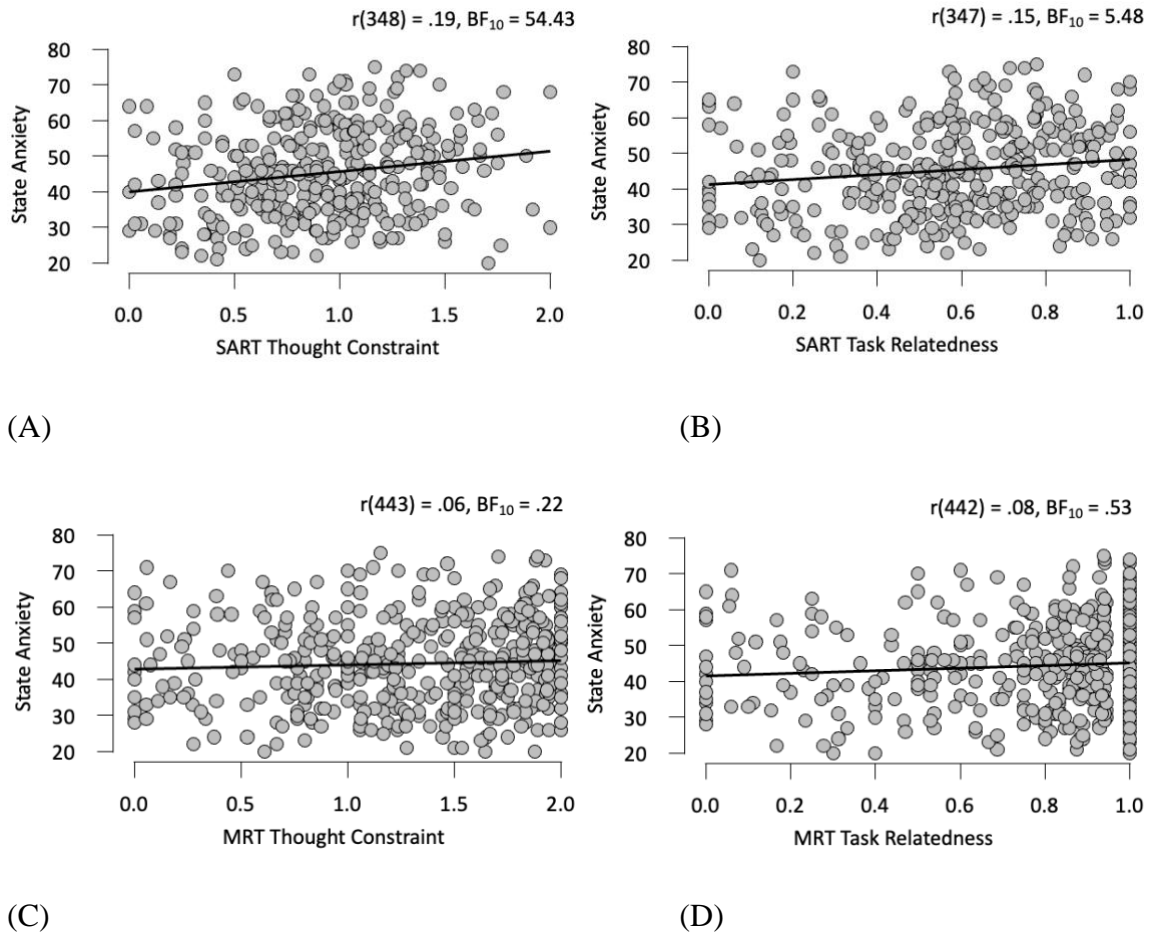 r(348) = .19, BF₁₀ = 54.43
80
70
60
50
40
30
20
State Anxiety
0.0 0.5 1.0 1.5 2.0
SART Thought Constraint
(A)
r(347) = .15, BF₁₀ = 5.48
80
70
60
50
40
30
20
State Anxiety
0.0 0.2 0.4 0.6 0.8 1.0
SART Task Relatedness
(B)
r(443) = .06, BF₁₀ = .22
80
70
60
50
40
30
20
State Anxiety
0.0 0.5 1.0 1.5 2.0
MRT Thought Constraint
(C)
r(442) = .08, BF₁₀ = .53
80
70
60
50
40
30
20
State Anxiety
0.0 0.2 0.4 0.6 0.8 1.0
MRT Task Relatedness
(D)